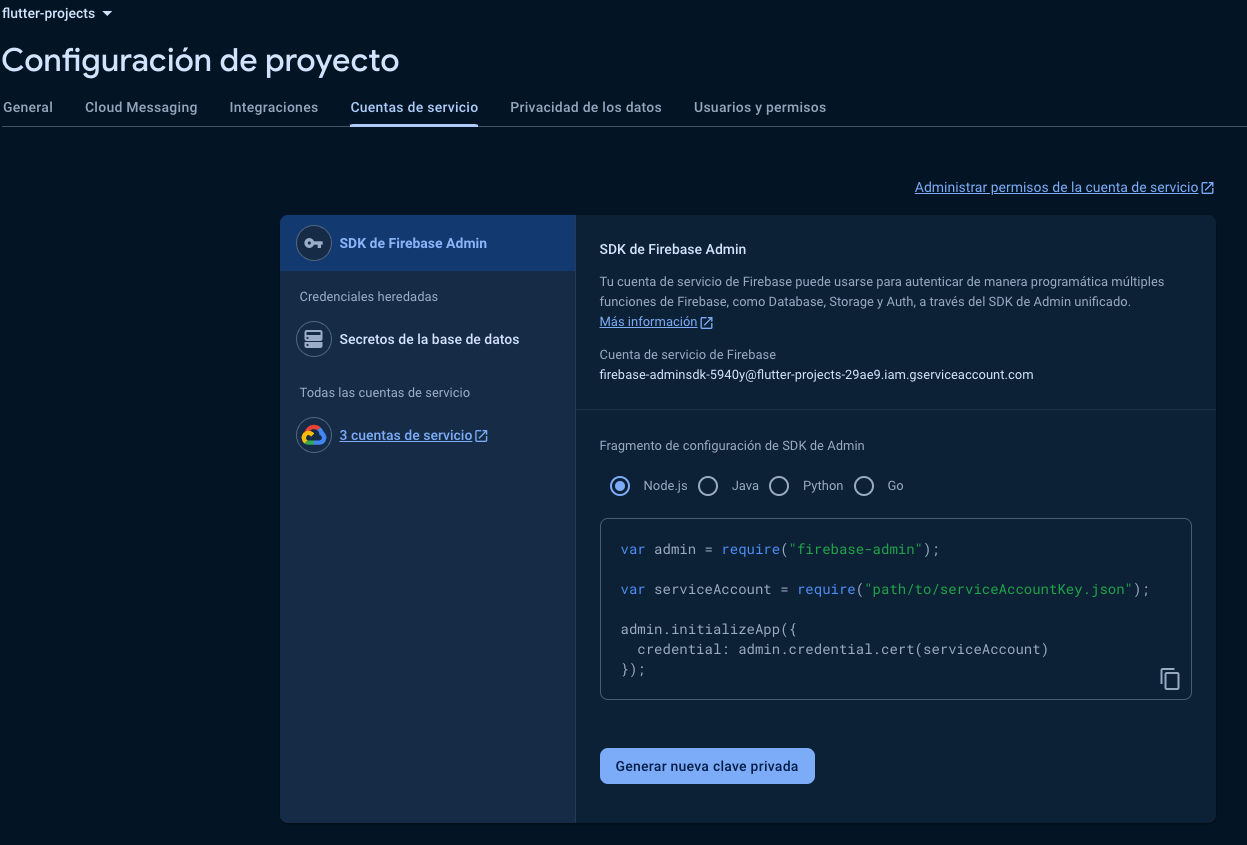 flutter-projects
Configuración de proyecto
General Cloud Messaging Integraciones Cuentas de servicio Privacidad de los datos Usuarios y permisos
Administrar permisos de la cuenta de servicio
SDK de Firebase Admin
Credenciales heredadas
Secretos de la base de datos
Todas las cuentas de servicio
3 cuentas de servicio
SDK de Firebase Admin
Tu cuenta de servicio de Firebase puede usarse para autenticar de manera programática múltiples
funciones de Firebase, como Database, Storage y Auth, a través del SDK de Admin unificado.
Más información
Cuenta de servicio de Firebase
firebase-adminsdk-5940y@flutter-projects-29ae9.iam.gserviceaccount.com
Fragmento de configuración de SDK de Admin
Node.js Java Python Go
var admin = require("firebase-admin");
var serviceAccount = require("path/to/serviceAccountKey.json");
admin.initializeApp({
  credential: admin.credential.cert(serviceAccount)
});
Generar nueva clave privada